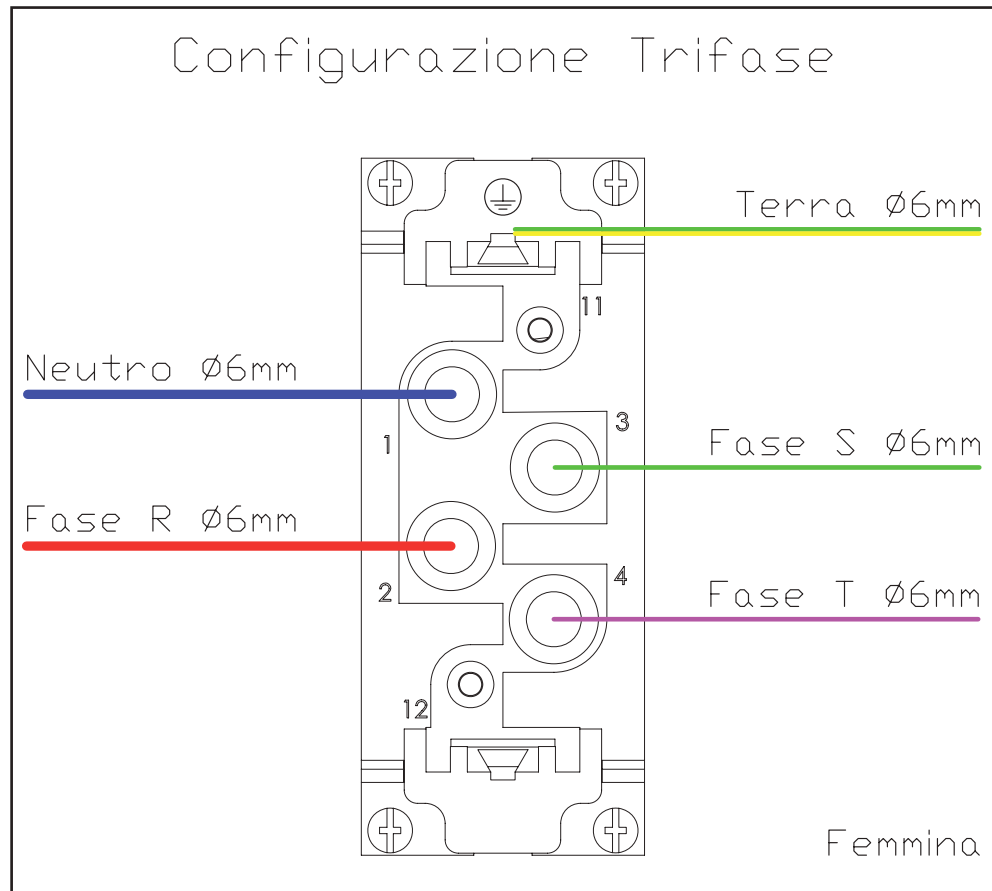 Configurazione Trifase
Terra Ø6mm
11
Neutro Ø6mm
3
1
Fase S Ø6mm
Fase R Ø6mm
4
2
Fase T Ø6mm
12
Femmina